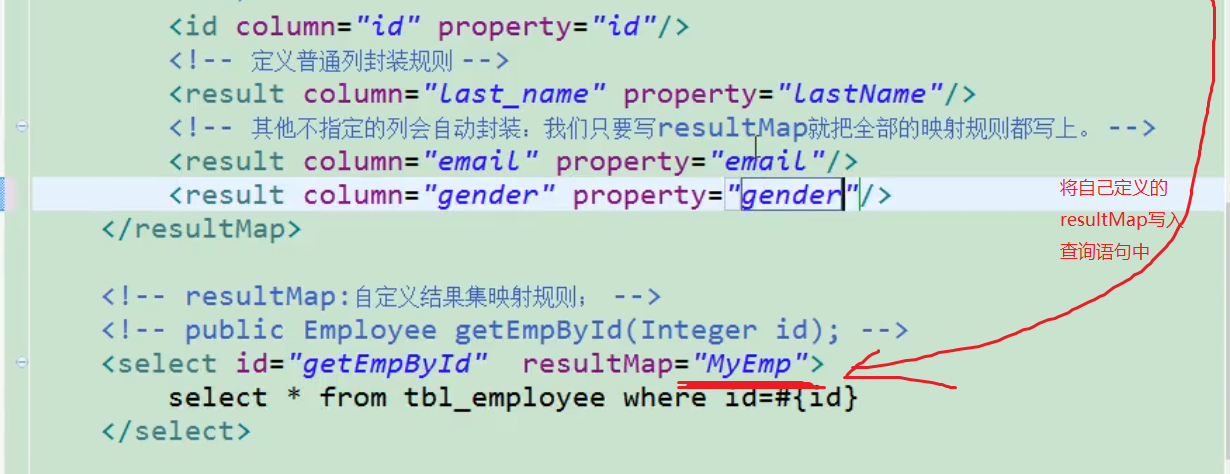 <id column="id" property="id"/>
<!-- 定义普通列封装规则 -->
<result column="last_name" property="lastName"/>
<!-- 其他不指定的列会自动封装：我们只要写resultMap就把全部的映射规则都写上。 -->
<result column="email" property="email"/>
<result column="gender" property="gender"/>
</resultMap>
将自己定义的
resultMap写入
查询语句中
<!-- resultMap:自定义结果集映射规则； -->
<!-- public Employee getEmpById(Integer id); -->
<select id="getEmpById" resultMap="MyEmp">
select * from tbl_employee where id=#{id}
</select>